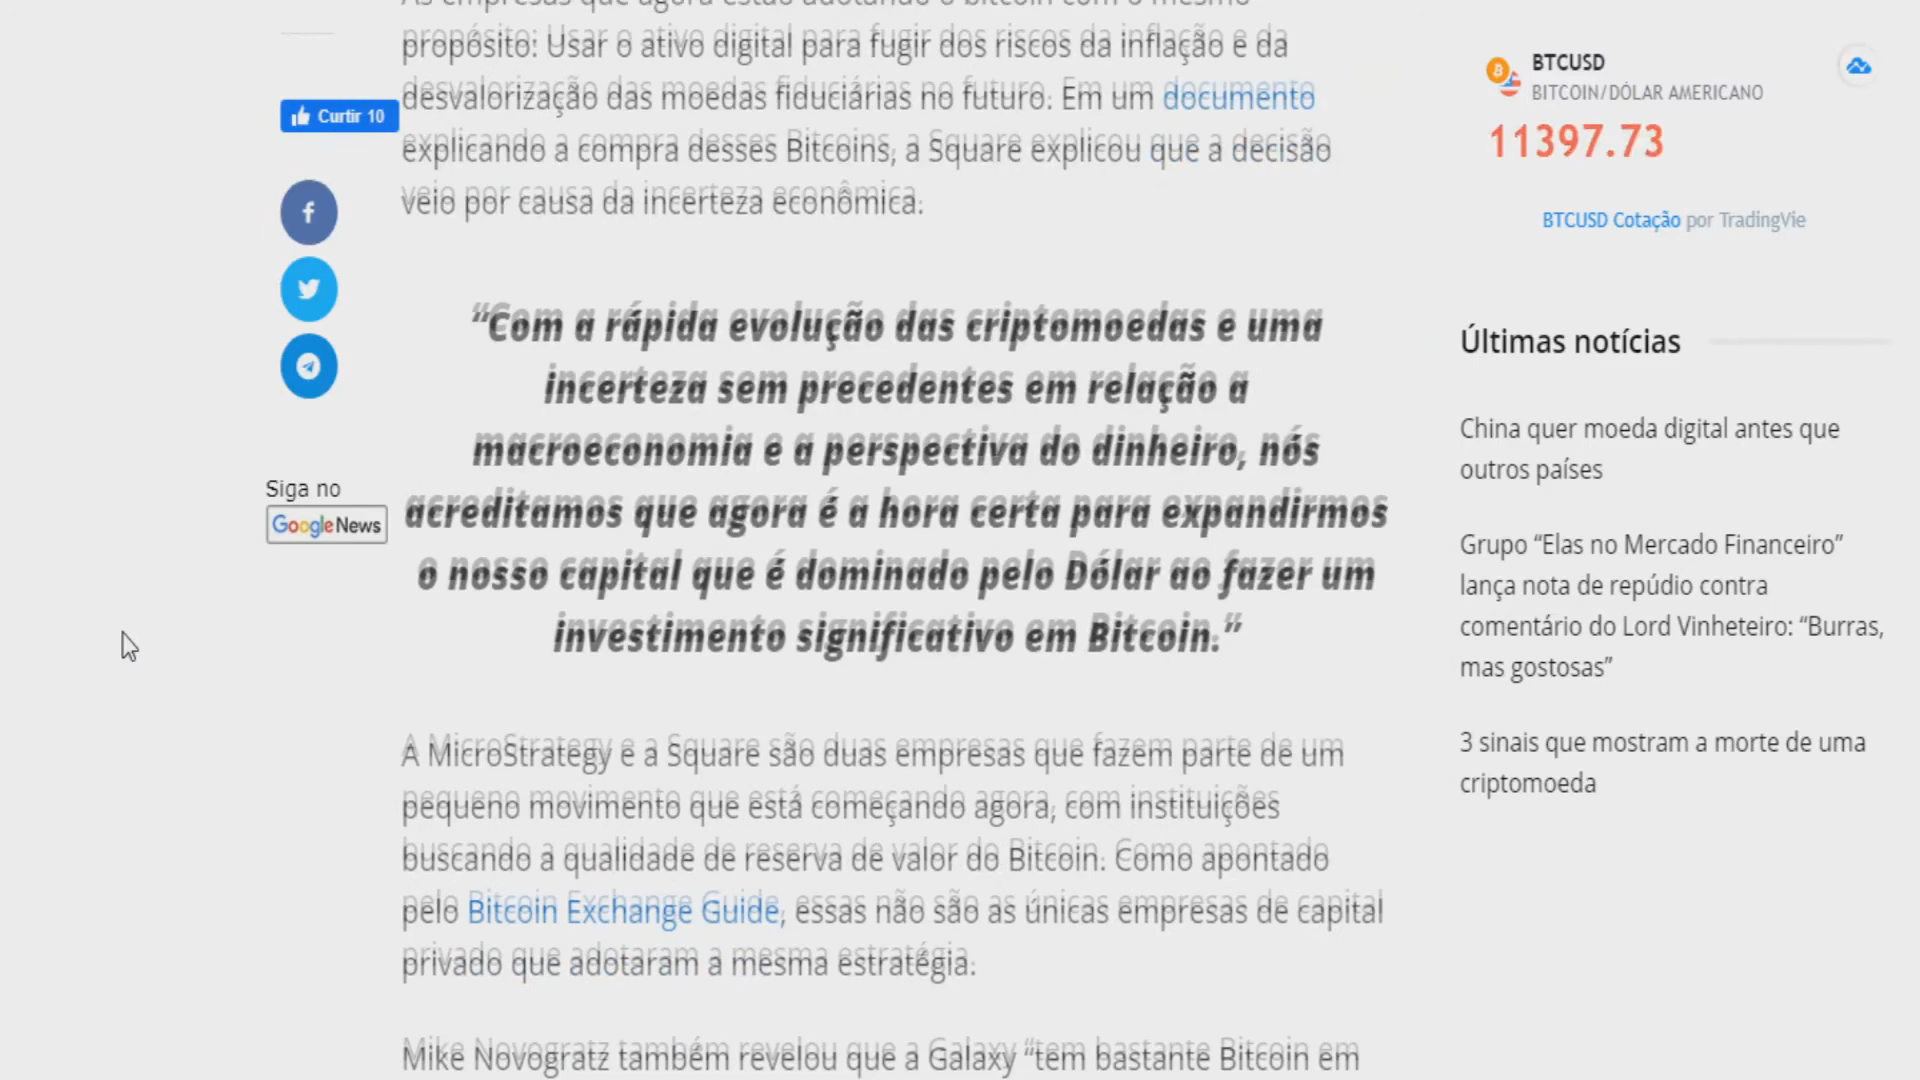 As empresas que agora estão adotando o bitcoin com o mesmo
propósito: Usar o ativo digital para fugir dos riscos da inflação e da
desvalorização das moedas fiduciárias no futuro. Em um documento
explicando a compra desses Bitcoins, a Square explicou que a decisão
veio por causa da incerteza econômica.
Curtir 10
“Com a rápida evolução das criptomoedas e uma
incerteza sem precedentes em relação a
macroeconomia e a perspectiva do dinheiro, nós
acreditamos que agora é a hora certa para expandirmos
o nosso capital que é dominado pelo Dólar ao fazer um
investimento significativo em Bitcoin.”
Siga no
Google News
A MicroStrategy e a Square são duas empresas que fazem parte de um
pequeno movimento que está começando agora, com instituições
buscando a qualidade de reserva de valor do Bitcoin. Como apontado
pelo Bitcoin Exchange Guide, essas não são as únicas empresas de capital
privado que adotaram a mesma estratégia.
Mike Novogratz também revelou que a Galaxy “tem bastante Bitcoin em
BTCUSD
BITCOIN/DÓLAR AMERICANO
11397.73
BTCUSD Cotação por TradingVie
Últimas notícias
China quer moeda digital antes que
outros países
Grupo “Elas no Mercado Financeiro”
lança nota de repúdio contra
comentário do Lord Vinheteiro: “Burras,
mas gostosas”
3 sinais que mostram a morte de uma
criptomoeda